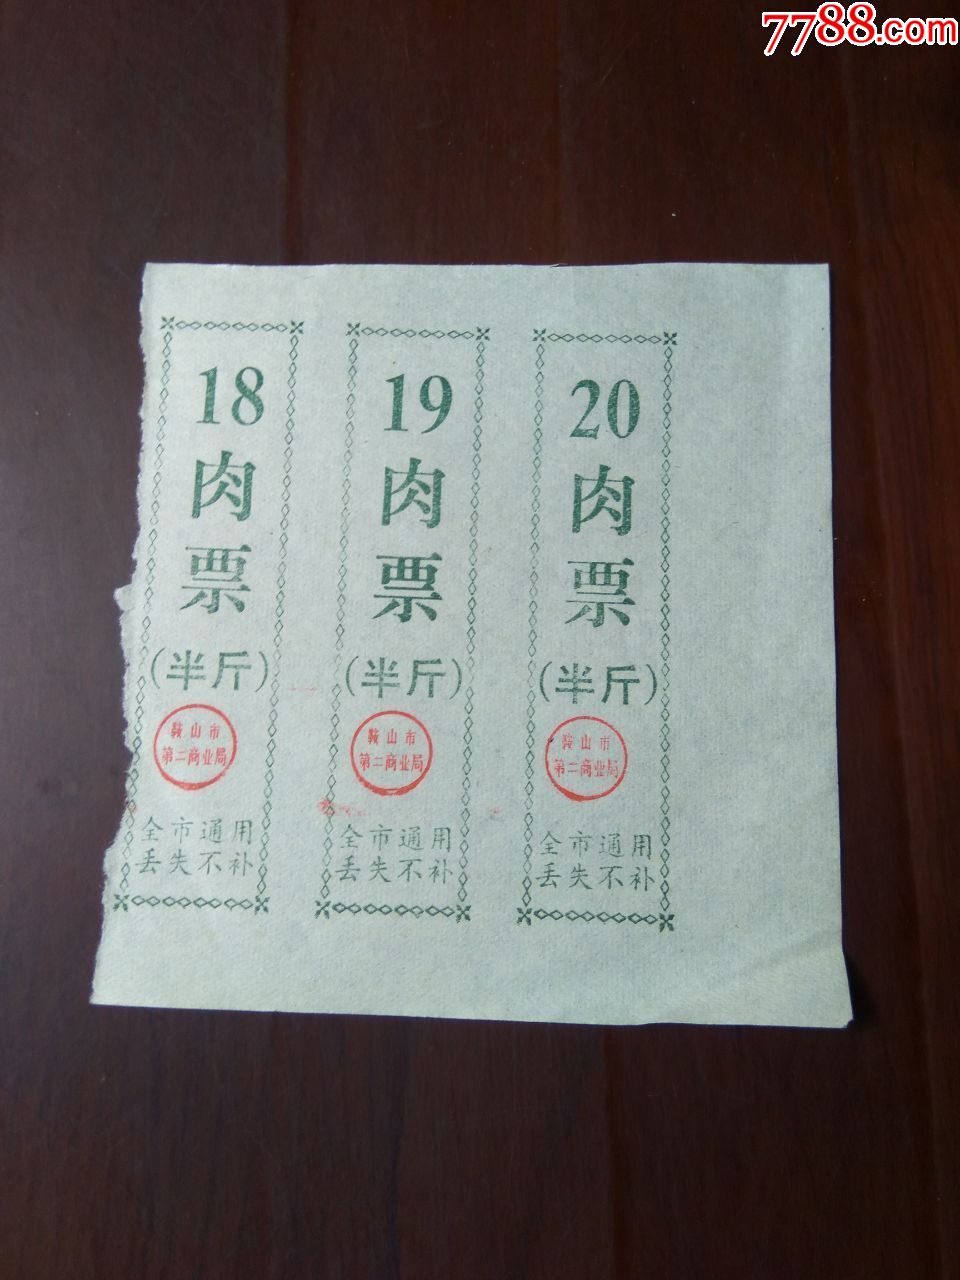 7788.com
18
肉
票
(半斤)
鞍山市
第二商业局
全市通用
丢失不补
19
肉
票
(半斤)
鞍山市
第二商业局
全市通用
丢失不补
20
肉
票
(半斤)
鞍山市
第二商业局
全市通用
丢失不补